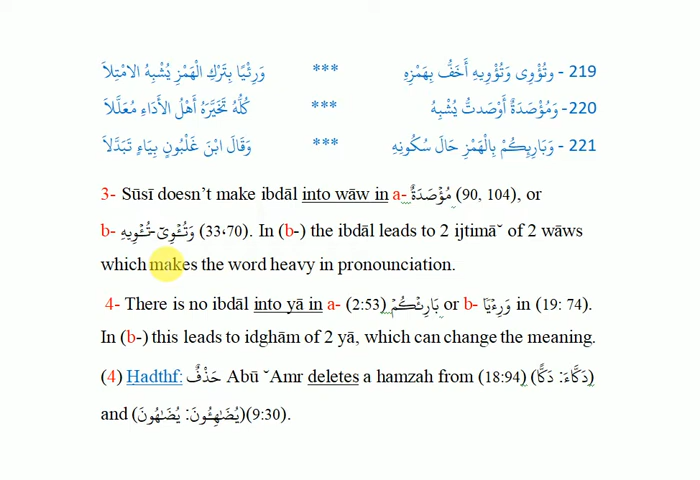 219- وَتُؤْوِى وَتُؤْوِيهِ أَخَفُّ بِهَمْزِهِ *** وَرِئْيًا بِتَرْكِ الْهَمْزِ يُشْبِهُ الامْتِلاَ
220- وَمُؤْصَدَةٌ أَوْصَدتُّ يُشْبِهُ *** كُلُّهُ تَخَيَّرَهُ أَهْلُ الأَدَاءِ مُعَلَّلاَ
221- وَبَارِئِكُمْ بِالْهَمْزِ حَالَ سُكُونِهِ *** وَقَالَ ابْنُ غَلْبُونٍ بِيَاءٍ تَبَدَّلاَ
3- Sūsī doesn't make ibdāl into wāw in a- مُؤْصَدَةٌ (90, 104), or
b- وَتُـْٔوِىٓ-تُـْٔوِيهِ (33،70). In (b-) the ibdāl leads to 2 ijtimā˘ of 2 wāws
which makes the word heavy in pronounciation.
4- There is no ibdāl into yā in a- (2:53) بَارِئْكُمْ or b- وَرِءْيًا in (19: 74).
In (b-) this leads to idghām of 2 yā, which can change the meaning.
(4) Hadthf: حَذْفٌ Abū ˘Amr deletes a hamzah from (18:94) (دَكَّاءَ: دَكًّا)
and (يُضَـٰهِـُٔونَ: يُضَـٰهُونَ)(9:30).